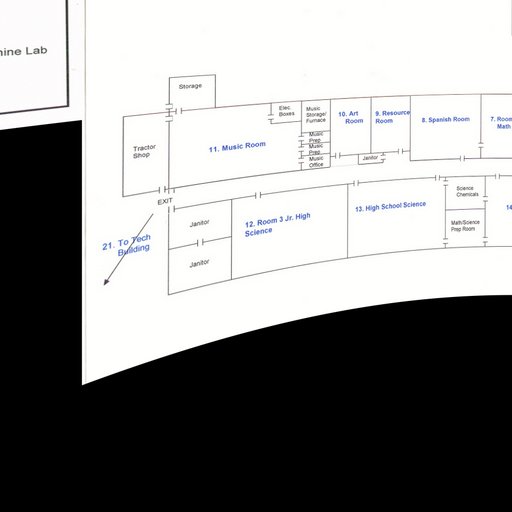 hine Lab
Storage
Elec.
Boxes
Music
Storage/
Furnace
10. Art
Room
9. Resource
Room
8. Spanish Room
7. Room
Math
Tractor
Shop
11. Music Room
Music
Prep
Music
Prep
Music
Office
Janitor
EXIT
Janitor
12. Room 3 Jr. High
Science
13. High School Science
Science
Chemicals
Math/Science
Prep Room
14
21. To Tech
Building
Janitor